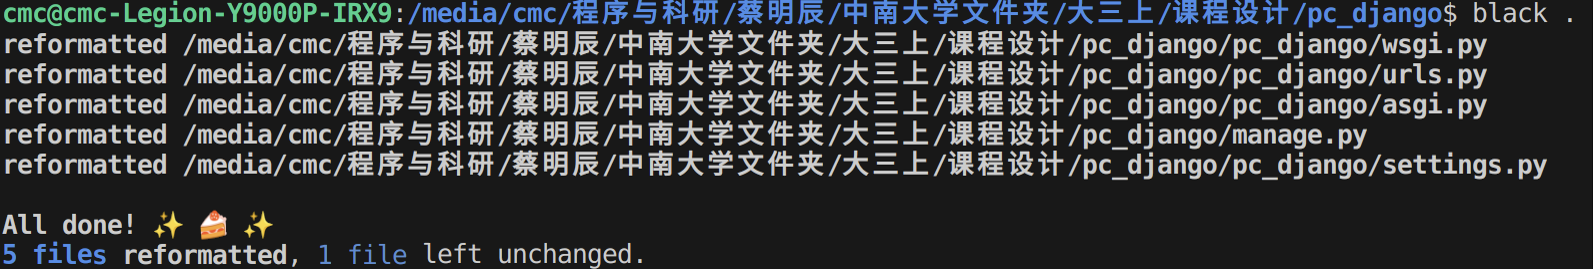 cmc@cmc-Legion-Y9000P-IRX9:/media/cmc/程序与科研/蔡明辰/中南大学文件夹/大三上/课程设计/pc_django$ black .
reformatted /media/cmc/程序与科研/蔡明辰/中南大学文件夹/大三上/课程设计/pc_django/pc_django/wsgi.py
reformatted /media/cmc/程序与科研/蔡明辰/中南大学文件夹/大三上/课程设计/pc_django/pc_django/urls.py
reformatted /media/cmc/程序与科研/蔡明辰/中南大学文件夹/大三上/课程设计/pc_django/pc_django/asgi.py
reformatted /media/cmc/程序与科研/蔡明辰/中南大学文件夹/大三上/课程设计/pc_django/manage.py
reformatted /media/cmc/程序与科研/蔡明辰/中南大学文件夹/大三上/课程设计/pc_django/pc_django/settings.py
All done! ✨ 🍰 ✨
5 files reformatted, 1 file left unchanged.